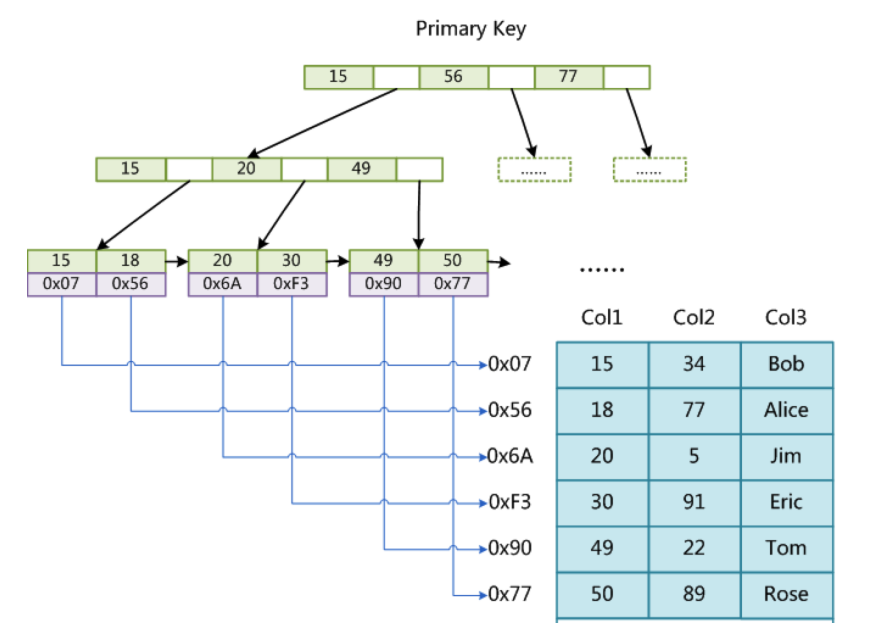 Primary Key
15 56 77
15 20 49
...... ......
15 18 20 30 49 50
0x07 0x56 0x6A 0xF3 0x90 0x77
......
Col1 Col2 Col3
0x07 15 34 Bob
0x56 18 77 Alice
0x6A 20 5 Jim
0xF3 30 91 Eric
0x90 49 22 Tom
0x77 50 89 Rose